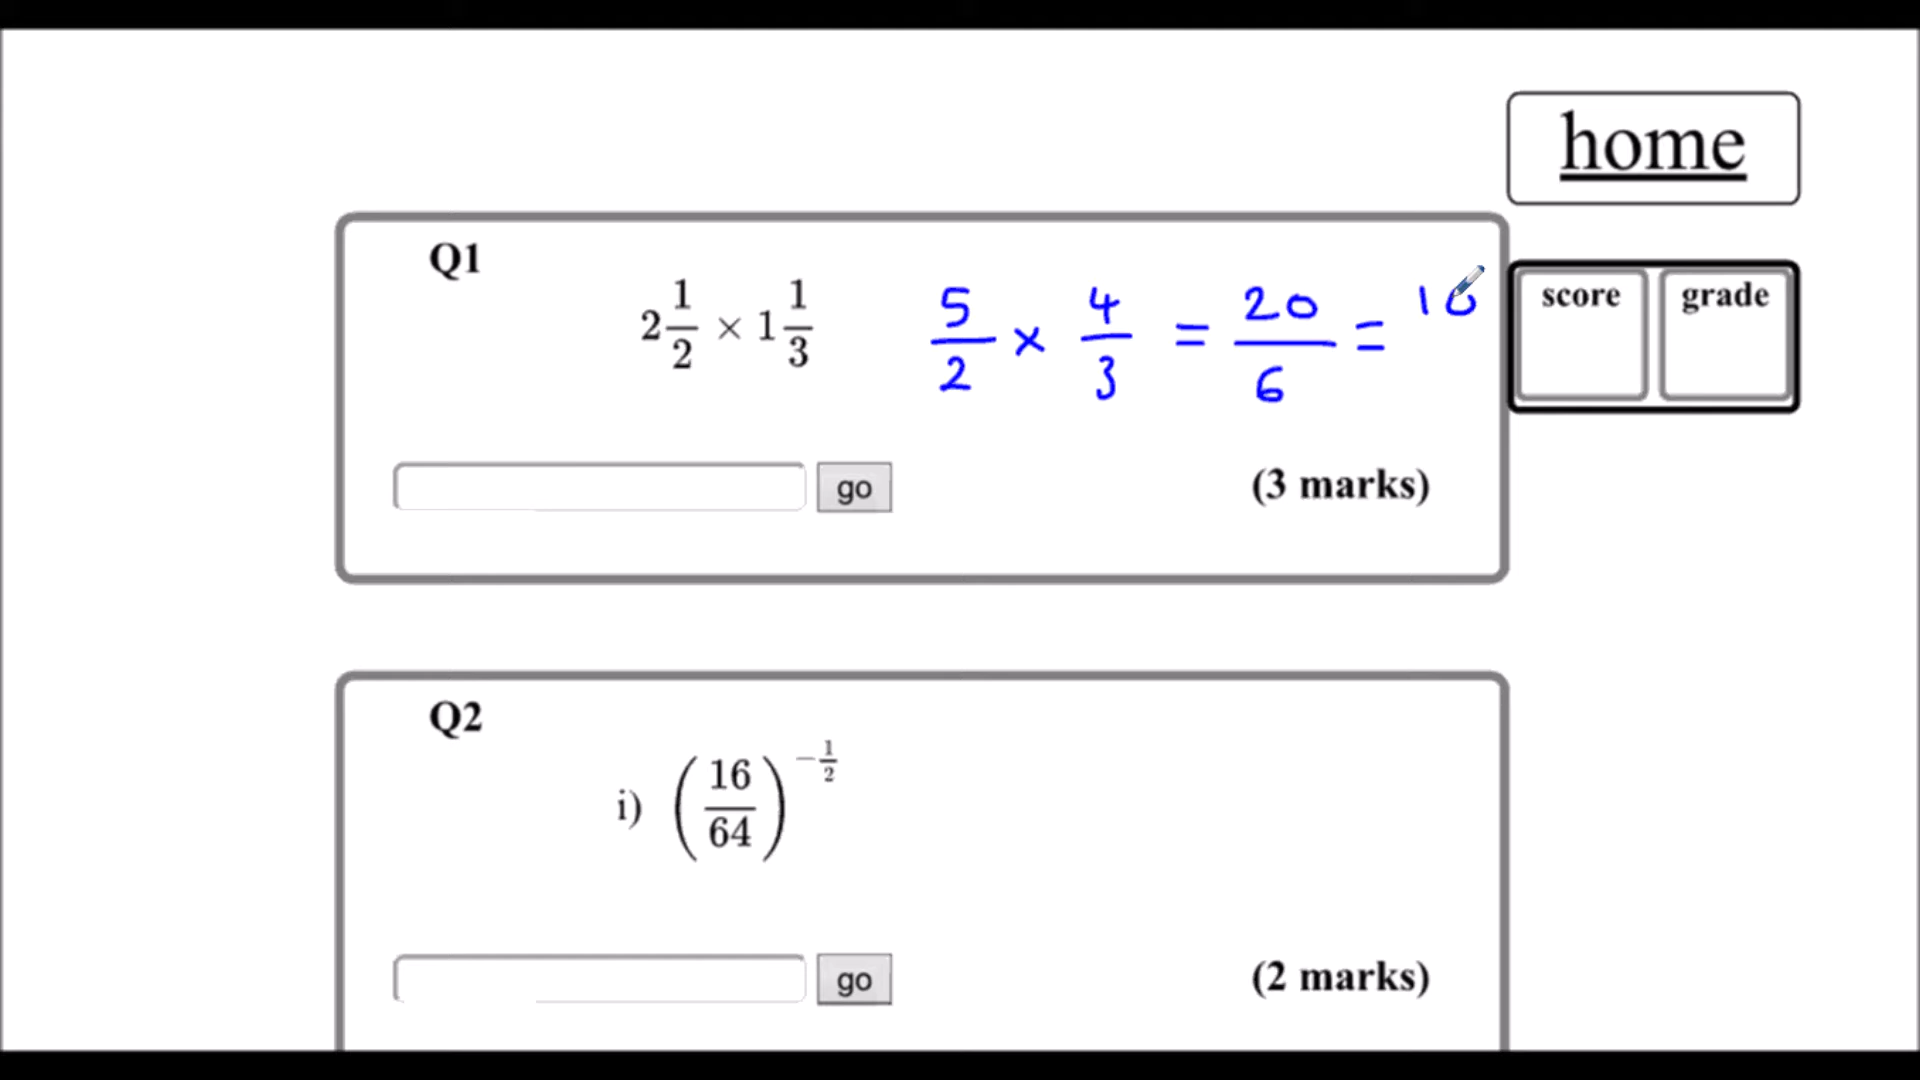 home
Q1
2 1/2 × 1 1/3 5/2 × 4/3 = 20/6 = 10
score grade
go (3 marks)
Q2
i) (16/64)^(-1/2)
go (2 marks)